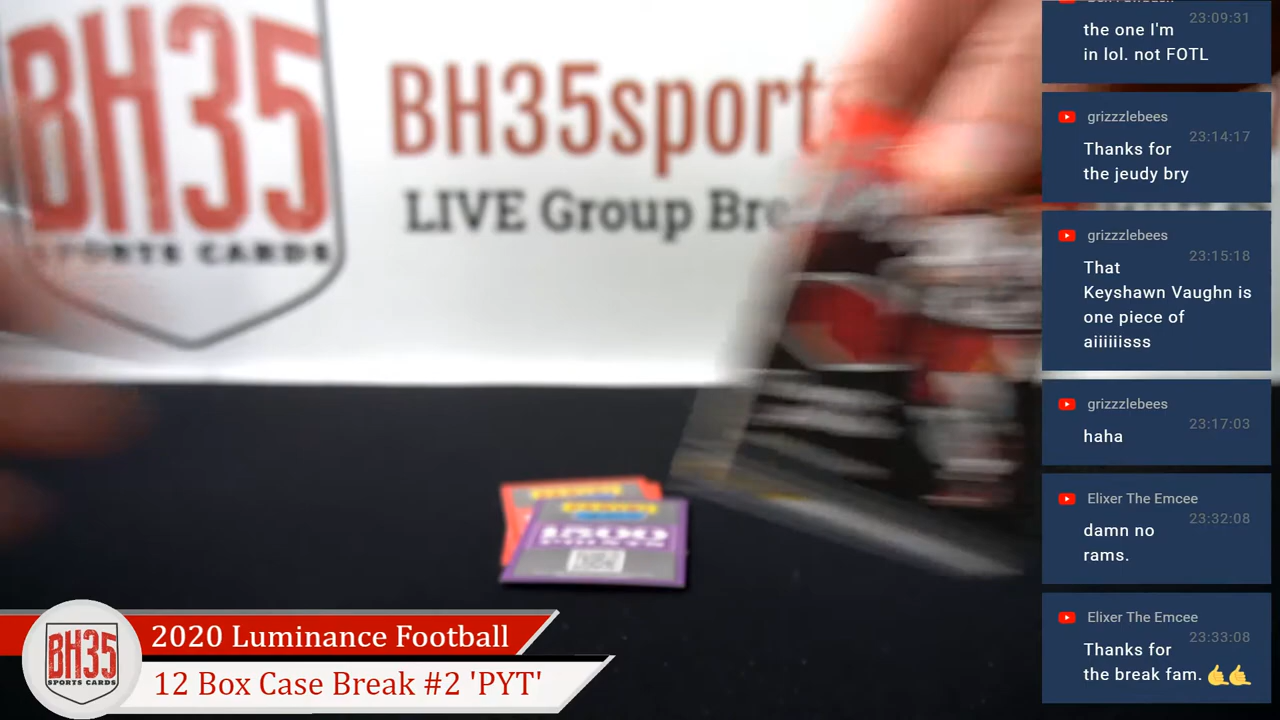 BH35
SPORTS CARDS
BH35sports
LIVE Group Bre
1500
POINTS
2020 Luminance Football
12 Box Case Break #2 'PYT'
BH35
SPORTS CARDS
23:09:31
the one I'm
in lol. not FOTL
grizzzlebees
23:14:17
Thanks for
the jeudy bry
grizzzlebees
23:15:18
That
Keyshawn Vaughn is
one piece of
aiiiiiisss
grizzzlebees
23:17:03
haha
Elixer The Emcee
23:32:08
damn no
rams.
Elixer The Emcee
23:33:08
Thanks for
the break fam. 🤙🤙